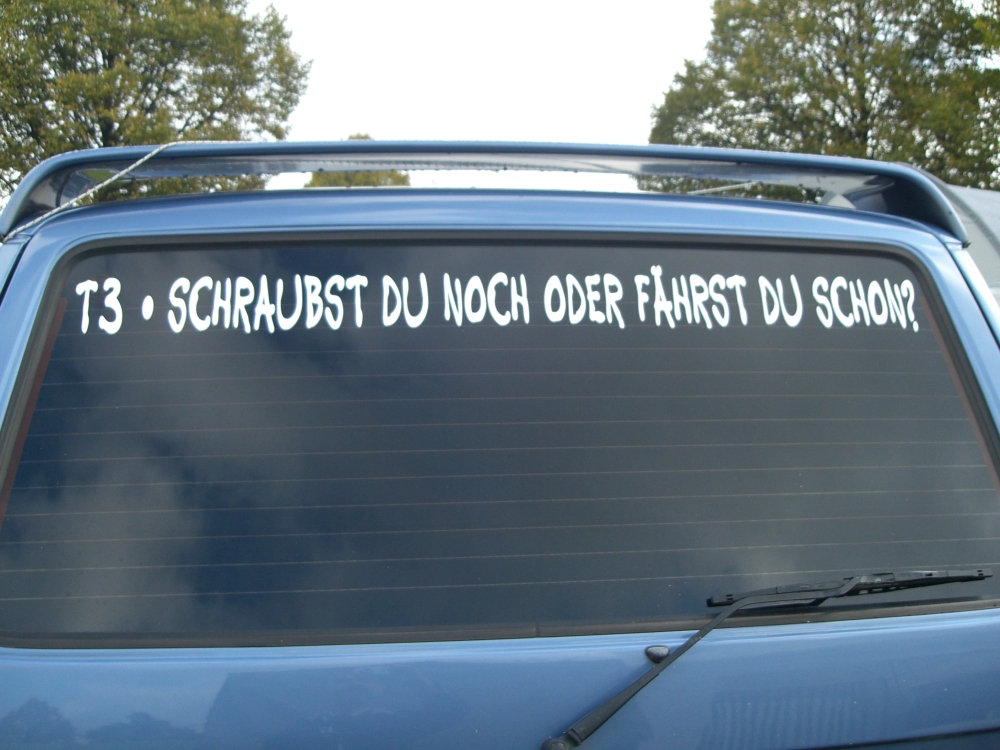 T3 • SCHRAUBST DU NOCH ODER FÄHRST DU SCHON?